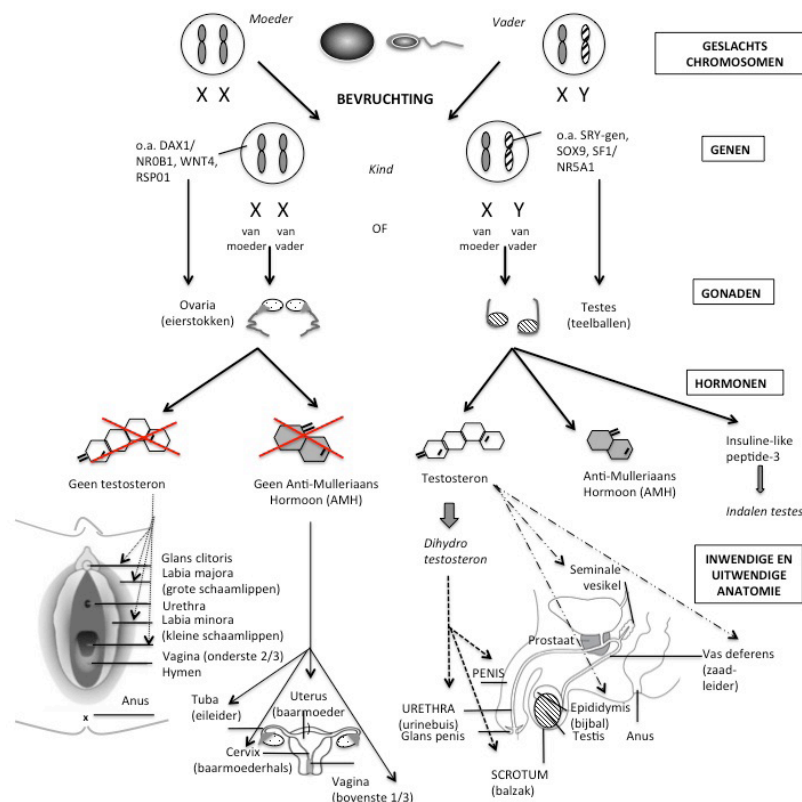 Moeder
Vader
GESLACHTS
CHROMOSOMEN
X X
X Y
BEVRUCHTING
o.a. DAX1/
NR0B1, WNT4,
RSP01
o.a. SRY-gen,
SOX9, SF1/
NR5A1
GENEN
Kind
X X
OF
X Y
van moeder
van vader
van moeder
van vader
Ovaria
(eierstokken)
Testes
(teelballen)
GONADEN
HORMONEN
Geen testosteron
Geen Anti-Mulleriaans
Hormoon (AMH)
Testosteron
Anti-Mulleriaans
Hormoon (AMH)
Insuline-like
peptide-3
Indalen testes
Dihydro
testosteron
INWENDIGE EN
UITWENDIGE
ANATOMIE
Glans clitoris
Labia majora
(grote schaamlippen)
Urethra
Labia minora
(kleine schaamlippen)
Vagina (onderste 2/3)
Hymen
Anus
x
Tuba
(eileider)
Uterus
(baarmoeder
Cervix
(baarmoederhals)
Vagina
(bovenste 1/3)
Seminale
vesikel
Prostaat
Vas deferens
(zaad-
leider)
PENIS
URETHRA
(urinebuis)
Glans penis
Epididymis
(bijbal)
Testis
Anus
SCROTUM
(balzak)